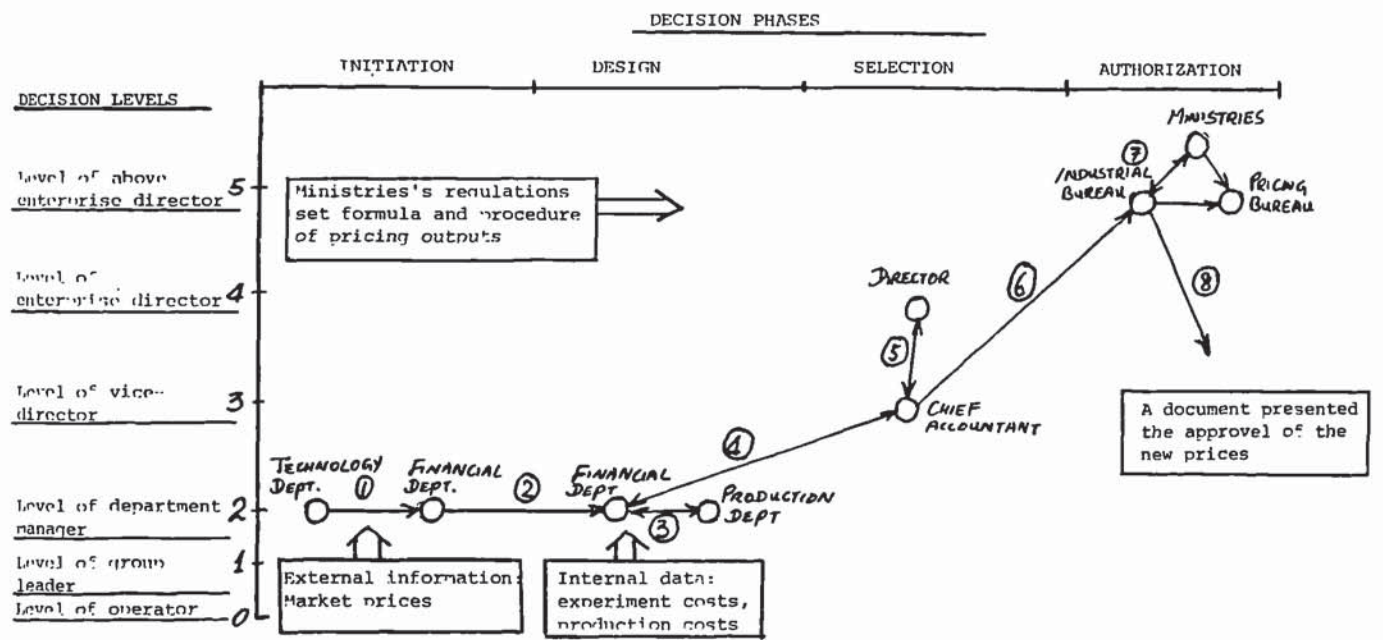 DECISION PHASES
INITIATION
DESIGN
SELECTION
AUTHORIZATION
DECISION LEVELS
MINISTRIES
7
INDUSTRIAL
BUREAU
PRICING
BUREAU
Level of above
enterprise director
5
Ministries's regulations
set formula and procedure
of pricing outputs
Level of
enterprise director
4
DIRECTOR
6
8
5
Level of vice-
director
3
CHIEF
ACCOUNTANT
A document presented
the approvel of the
new prices
4
TECHNOLOGY
DEPT.
1
FINANCIAL
DEPT.
2
FINANCIAL
DEPT
PRODUCTION
DEPT
3
Level of department
manager
2
Level of group
leader
1
External information:
Market prices
Internal data:
experiment costs,
production costs
Level of operator
0